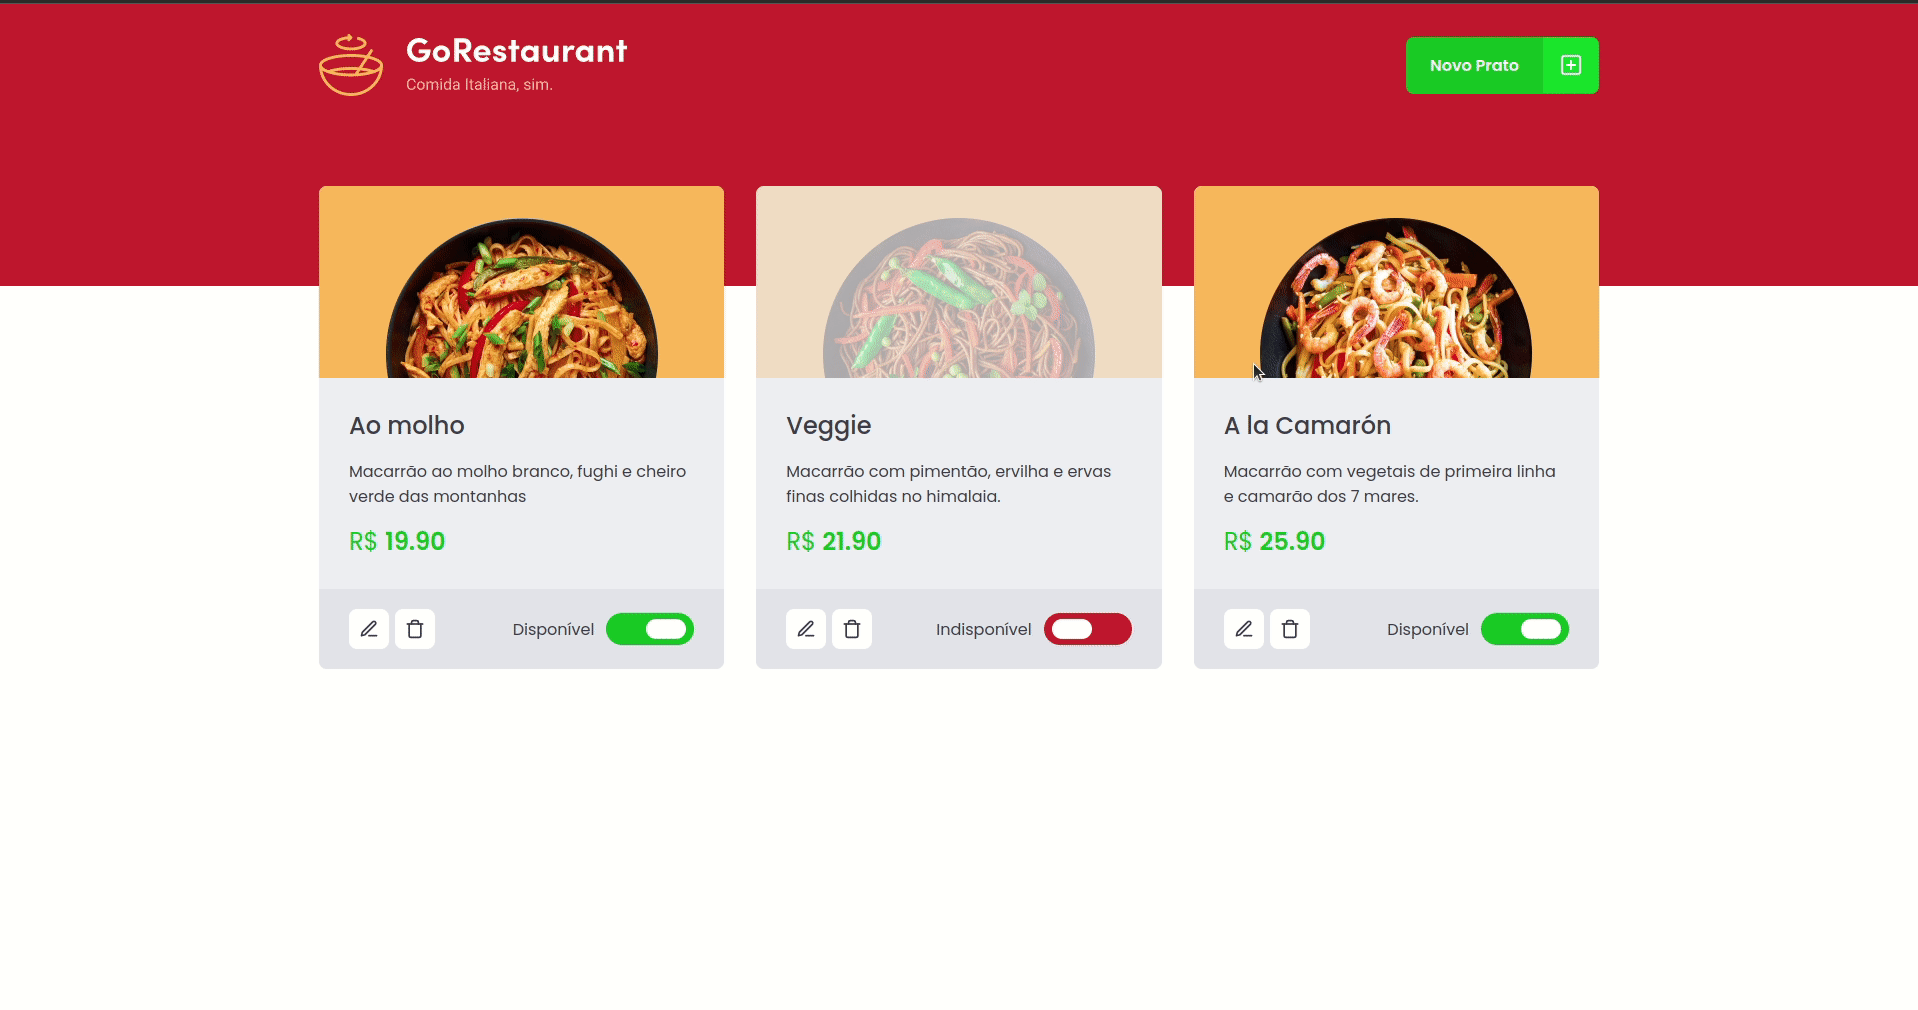 GoRestaurant
Comida Italiana, sim.
Novo Prato
Ao molho
Macarrão ao molho branco, fughi e cheiro
verde das montanhas
R$ 19.90
Disponível
Veggie
Macarrão com pimentão, ervilha e ervas
finas colhidas no himalaia.
R$ 21.90
Indisponível
A la Camarón
Macarrão com vegetais de primeira linha
e camarão dos 7 mares.
R$ 25.90
Disponível